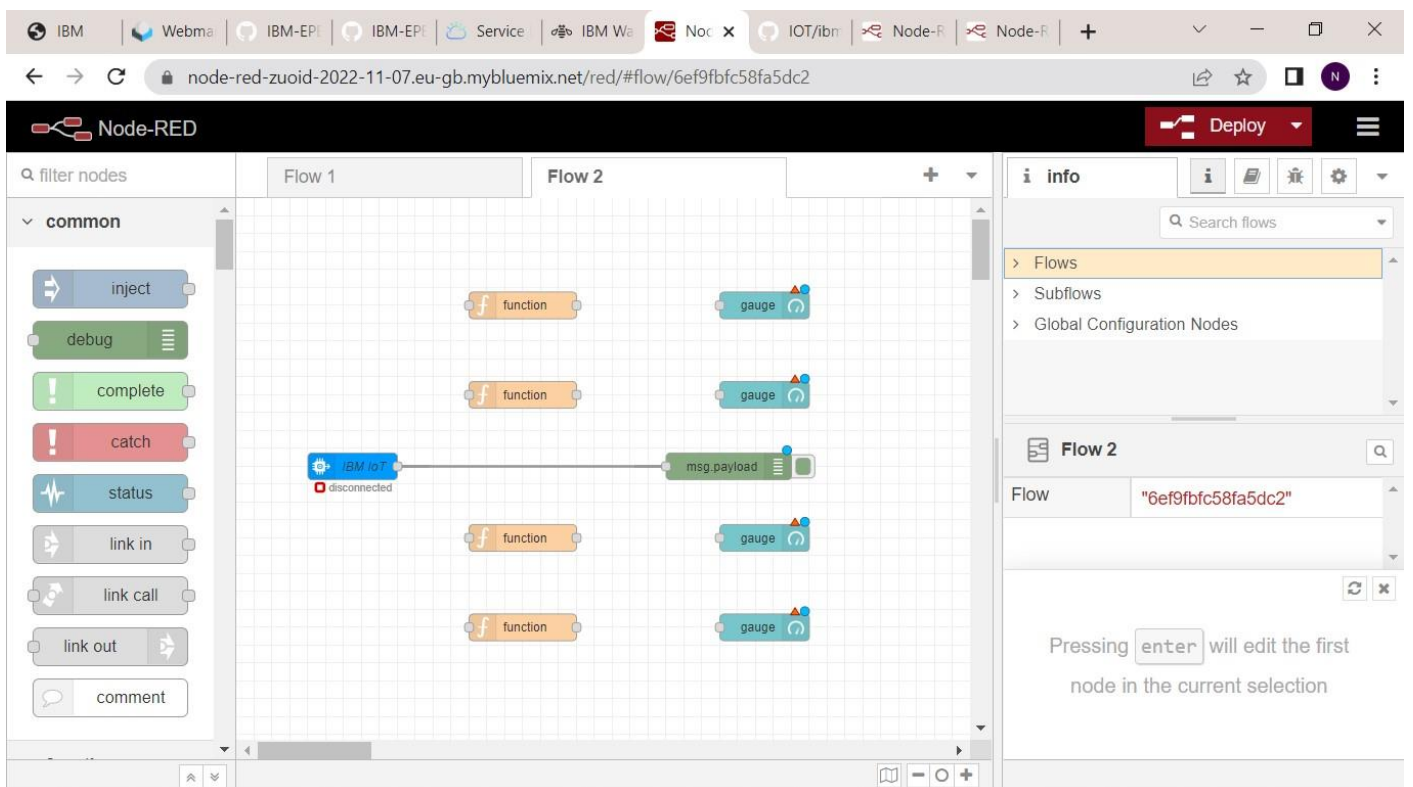 IBM
Webma
IBM-EPB
IBM-EPB
Service
IBM Wa
Noc
IOT/ibm
Node-R
Node-R
node-red-zuoid-2022-11-07.eu-gb.mybluemix.net/red/#flow/6ef9fbfc58fa5dc2
N
Node-RED
Deploy
filter nodes
Flow 1
Flow 2
i info
i
common
Search flows
Flows
Subflows
Global Configuration Nodes
inject
debug
complete
catch
status
link in
link call
link out
comment
function
gauge
function
gauge
IBM IoT
disconnected
msg.payload
function
gauge
function
gauge
Flow 2
Flow
"6ef9fbfc58fa5dc2"
Pressing enter will edit the first
node in the current selection